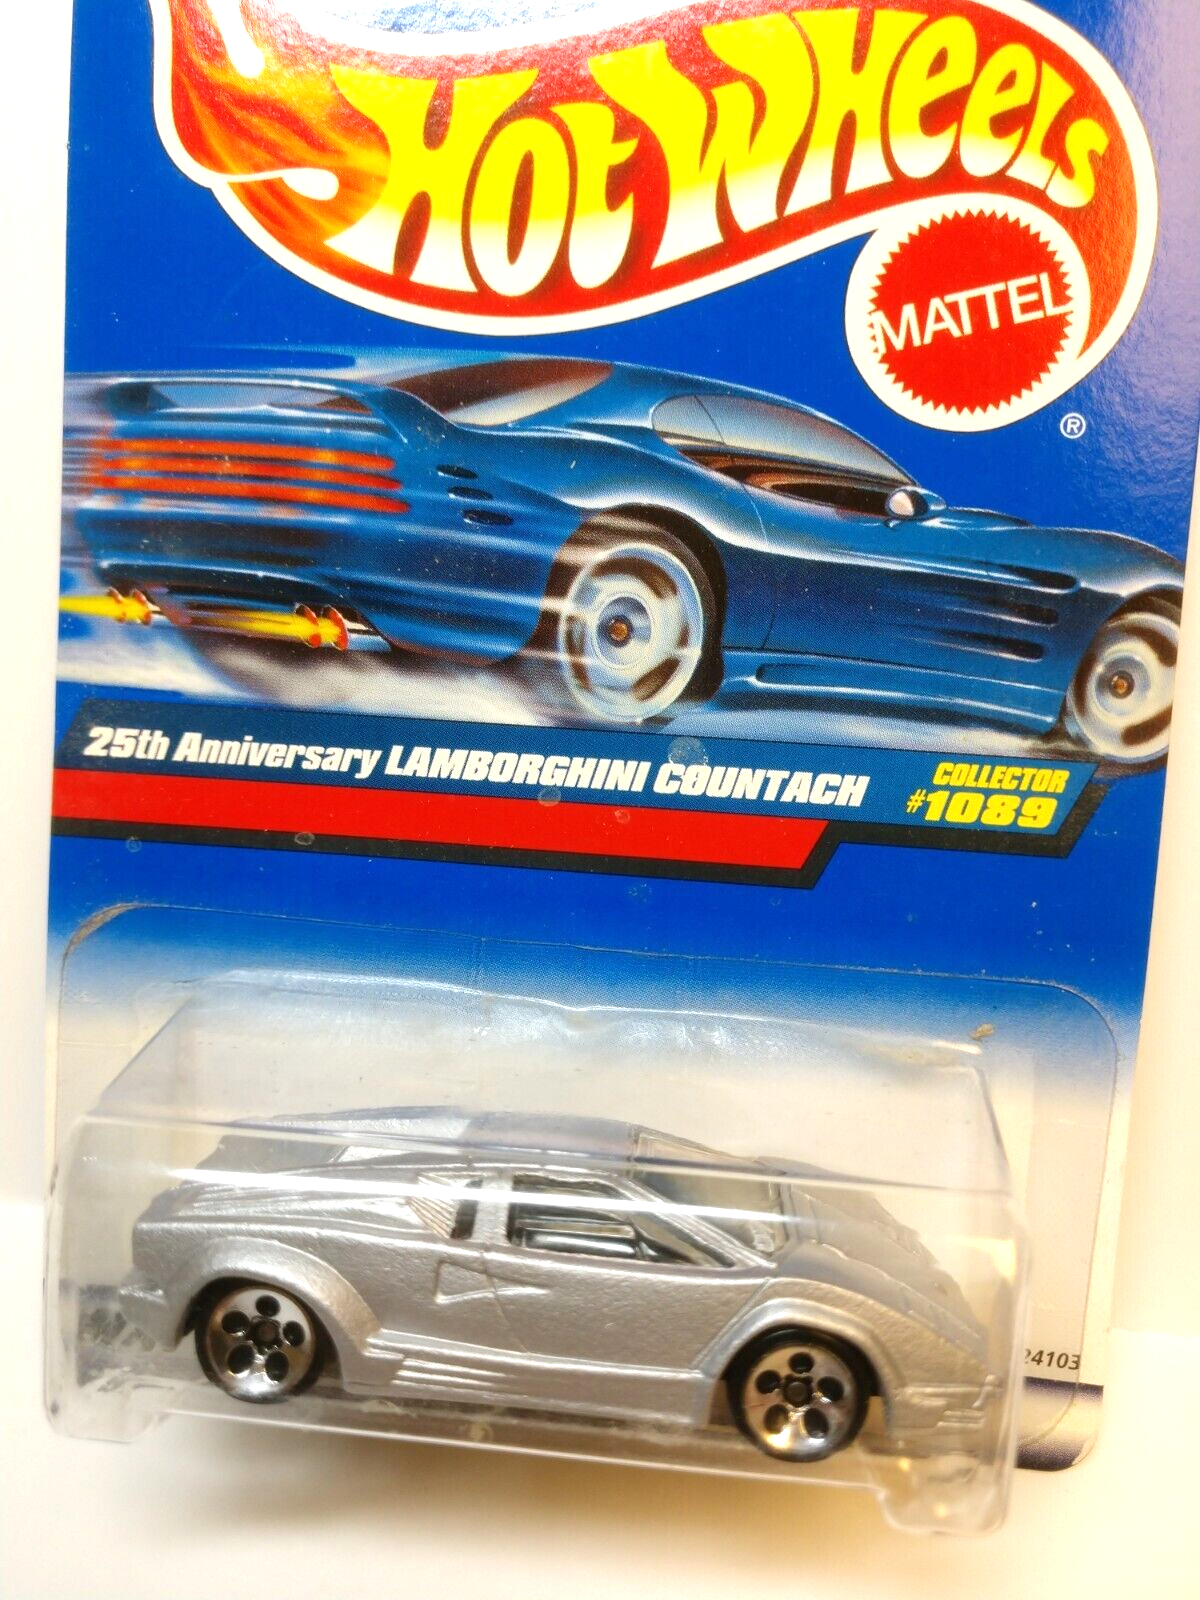 HOT WHEELS
MATTEL
®
25th Anniversary LAMBORGHINI COUNTACH
COLLECTOR
#1089
24103